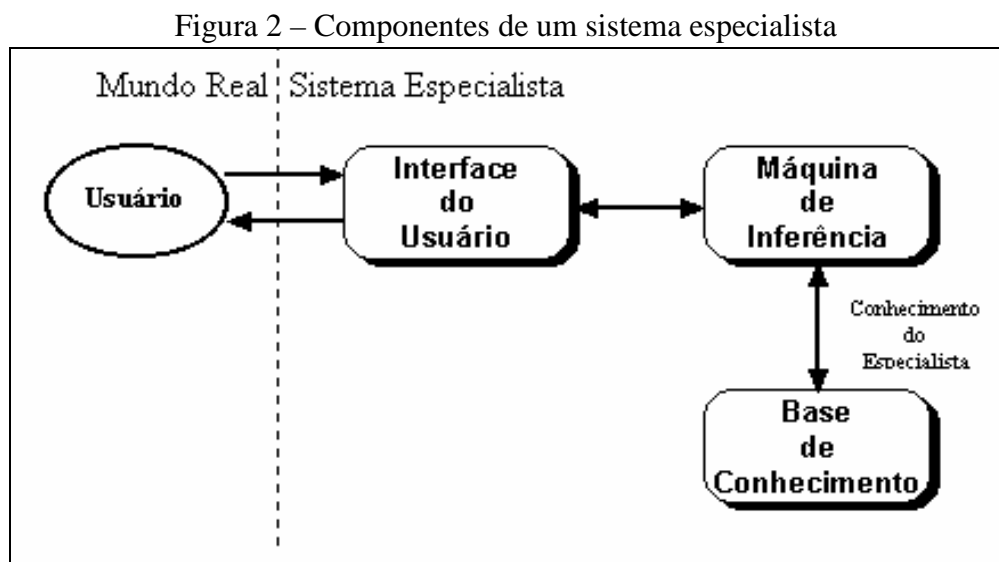 Figura 2 – Componentes de um sistema especialista
Mundo Real
Sistema Especialista
Usuário
Interface
do
Usuário
Máquina
de
Inferência
Conhecimento
do
Especialista
Base
de
Conhecimento